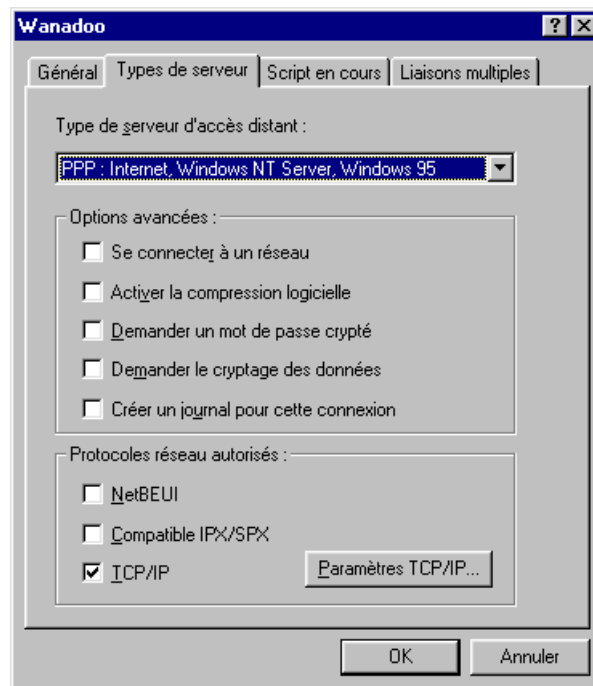 Wanadoo
Général Types de serveur Script en cours Liaisons multiples
Type de serveur d'accès distant :
PPP : Internet, Windows NT Server, Windows 95
Options avancées :
Se connecter à un réseau
Activer la compression logicielle
Demander un mot de passe crypté
Demander le cryptage des données
Créer un journal pour cette connexion
Protocoles réseau autorisés :
NetBEUI
Compatible IPX/SPX
TCP/IP Paramètres TCP/IP...
OK Annuler